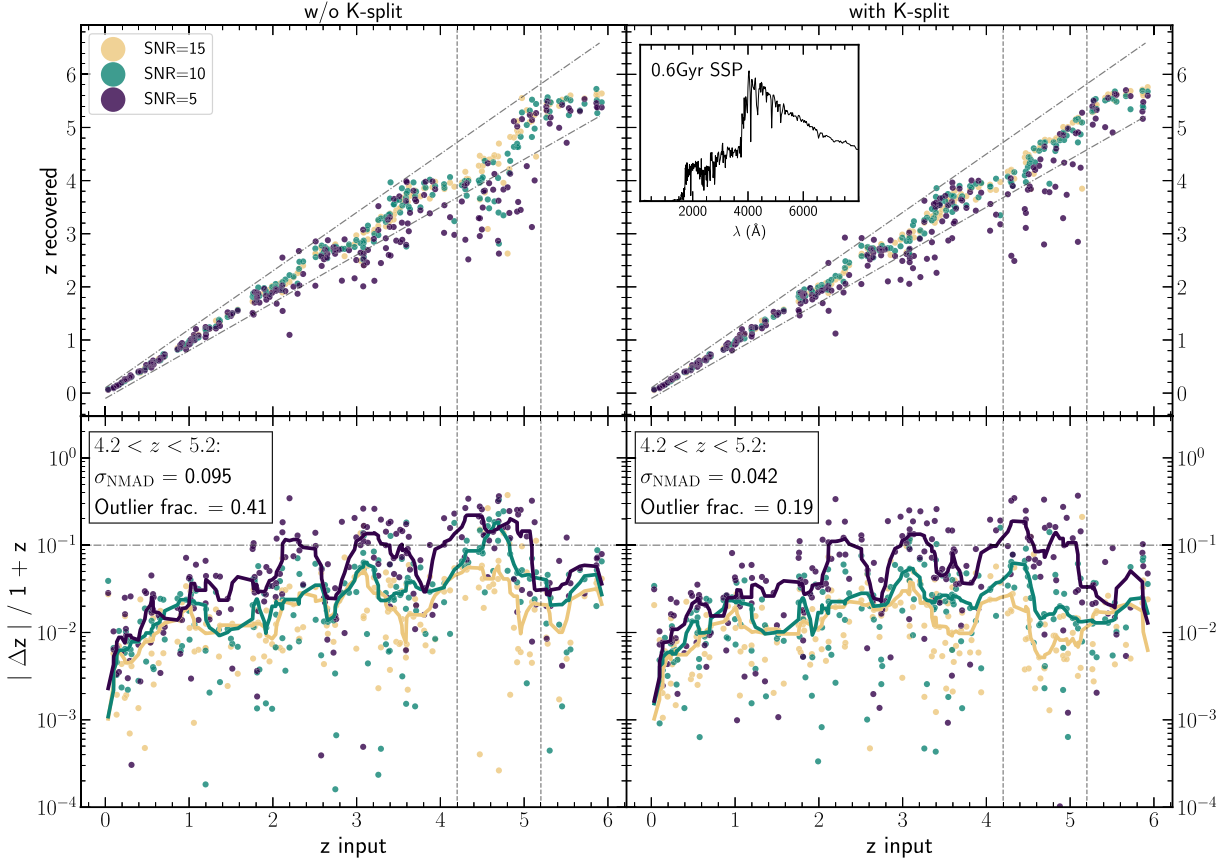 w/o K-split
with K-split
SNR=15
SNR=10
SNR=5
z recovered
6
5
4
3
2
1
0
0.6Gyr SSP
2000 4000 6000
λ (Å)
6
5
4
3
2
1
0
4.2 < z < 5.2:
σNMAD = 0.095
Outlier frac. = 0.41
4.2 < z < 5.2:
σNMAD = 0.042
Outlier frac. = 0.19
| Δz | / 1 + z
10^0
10^-1
10^-2
10^-3
10^-4
10^0
10^-1
10^-2
10^-3
10^-4
0 1 2 3 4 5 6
0 1 2 3 4 5 6
z input
z input